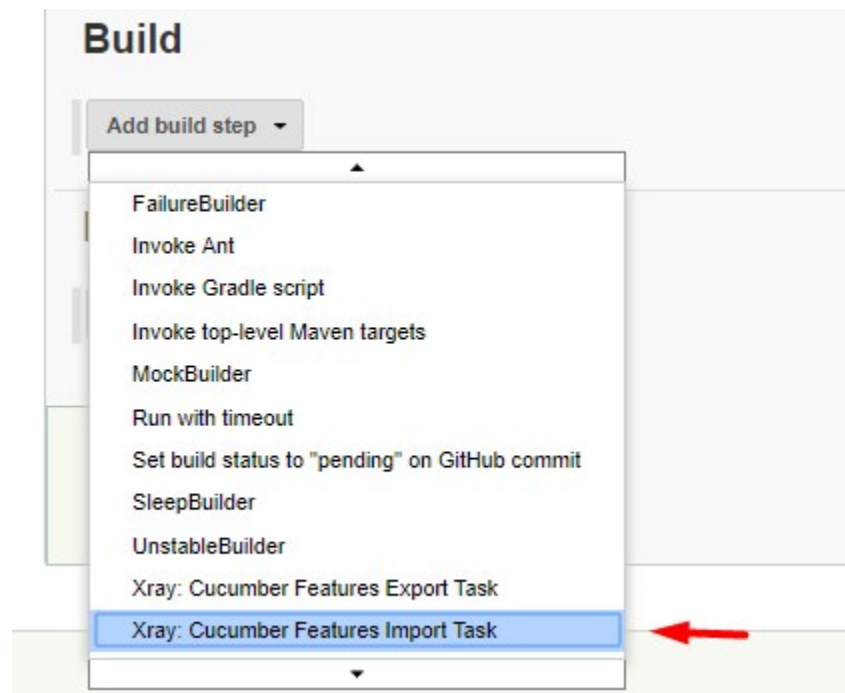 Build
Add build step
FailureBuilder
Invoke Ant
Invoke Gradle script
Invoke top-level Maven targets
MockBuilder
Run with timeout
Set build status to "pending" on GitHub commit
SleepBuilder
UnstableBuilder
Xray: Cucumber Features Export Task
Xray: Cucumber Features Import Task